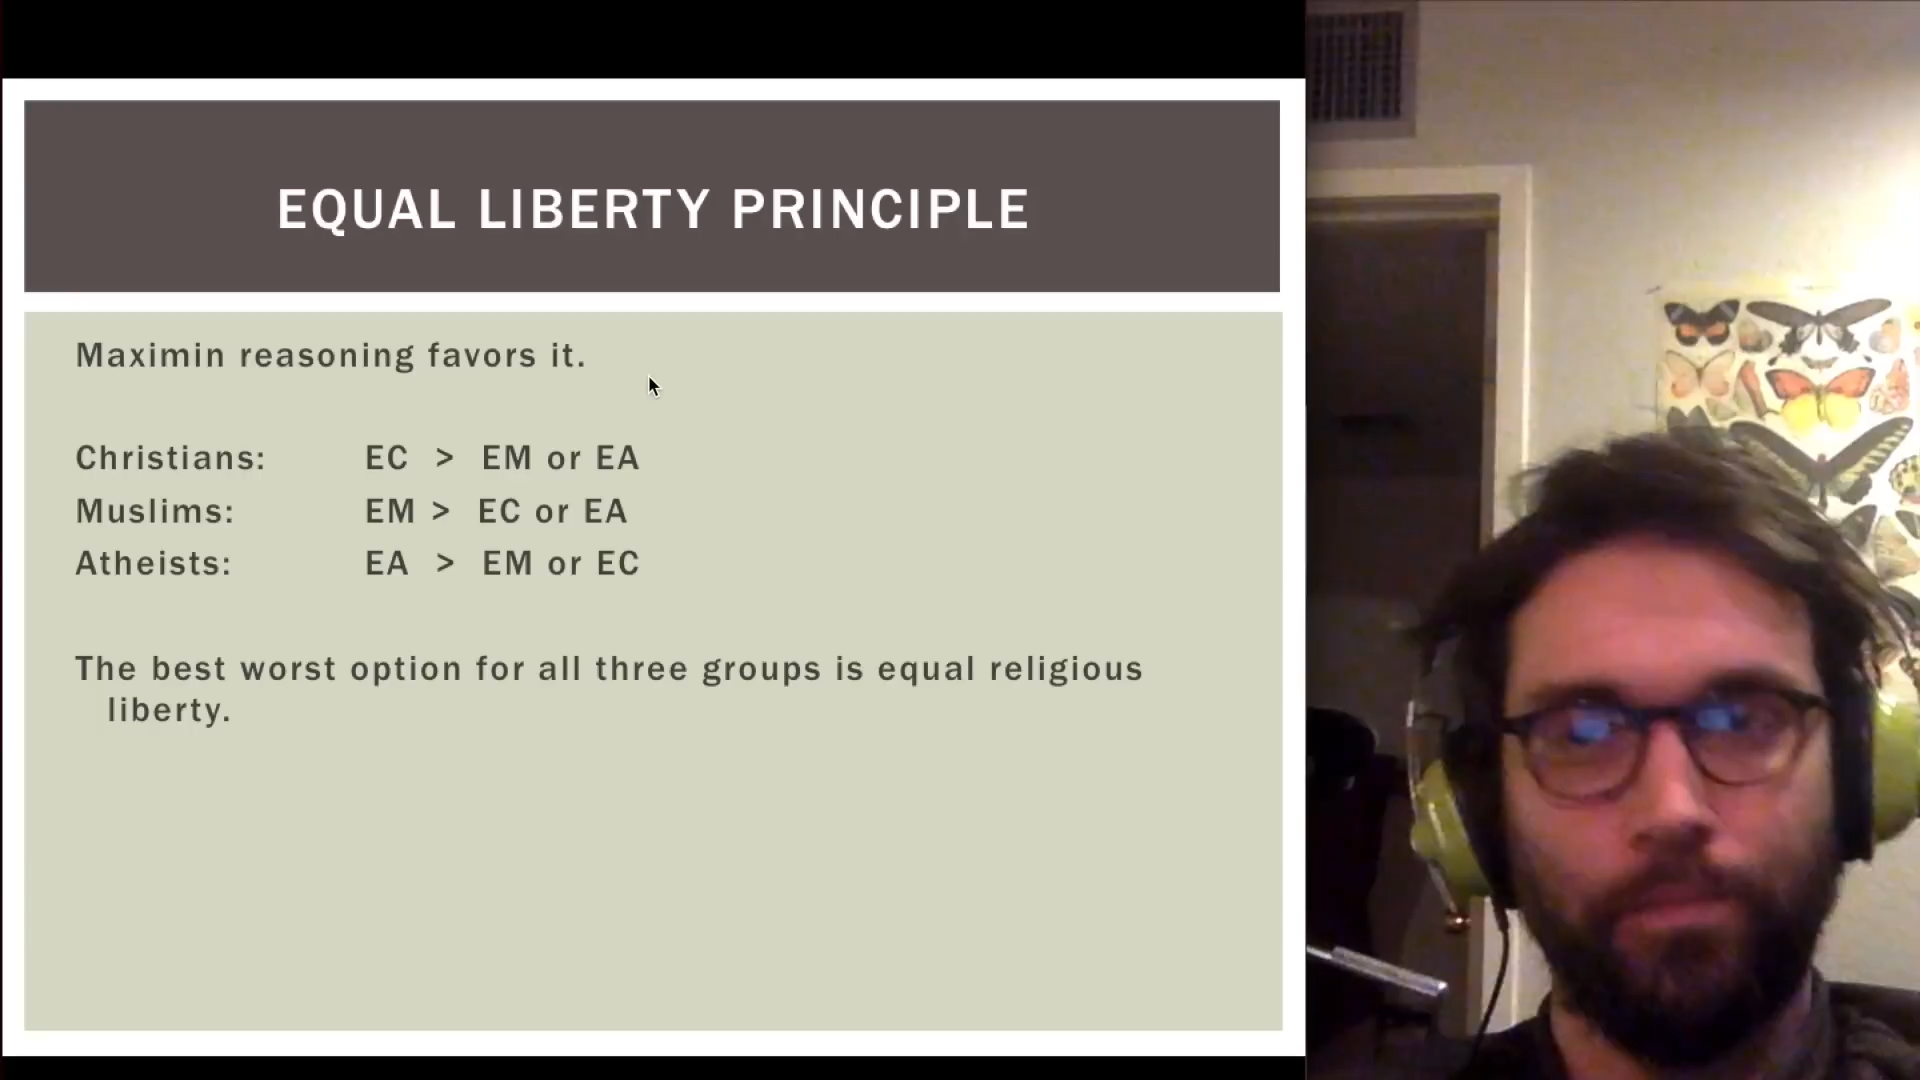 EQUAL LIBERTY PRINCIPLE
Maximin reasoning favors it.
Christians: EC > EM or EA
Muslims: EM > EC or EA
Atheists: EA > EM or EC
The best worst option for all three groups is equal religious
liberty.